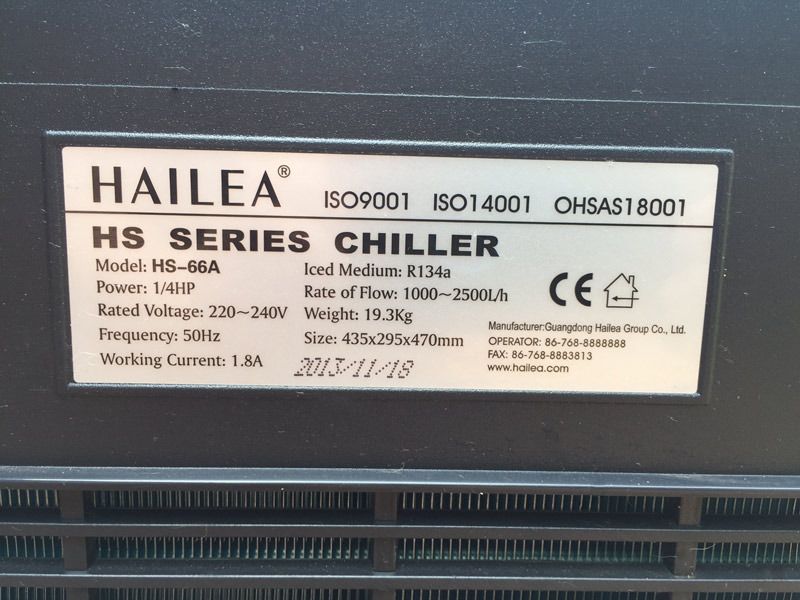 HAILEA® ISO9001 ISO14001 OHSAS18001
HS SERIES CHILLER
Model: HS-66A
Power: 1/4HP
Rated Voltage: 220~240V
Frequency: 50Hz
Working Current: 1.8A
Iced Medium: R134a
Rate of Flow: 1000~2500L/h
Weight: 19.3Kg
Size: 435x295x470mm
2013/11/18
CE
Manufacturer:Guangdong Hailea Group Co., Ltd.
OPERATOR: 86-768-8888888
FAX: 86-768-8883813
www.hailea.com